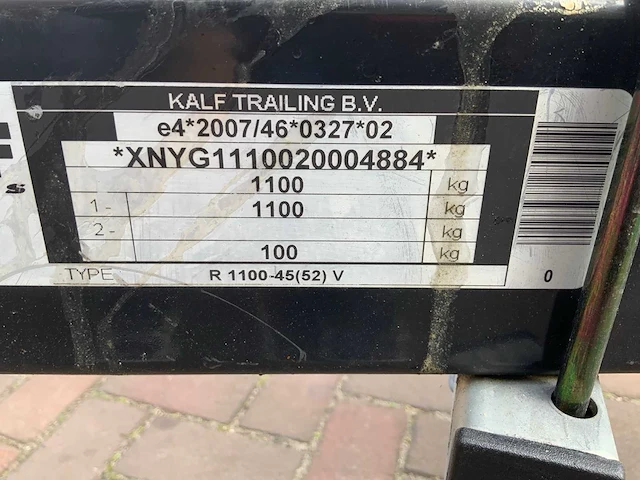 KALF TRAILING B.V.
e4*2007/46*0327*02
*XNYG1110020004884*
1100 kg
1- 1100 kg
2- kg
100 kg
TYPE R 1100-45(52) V 0